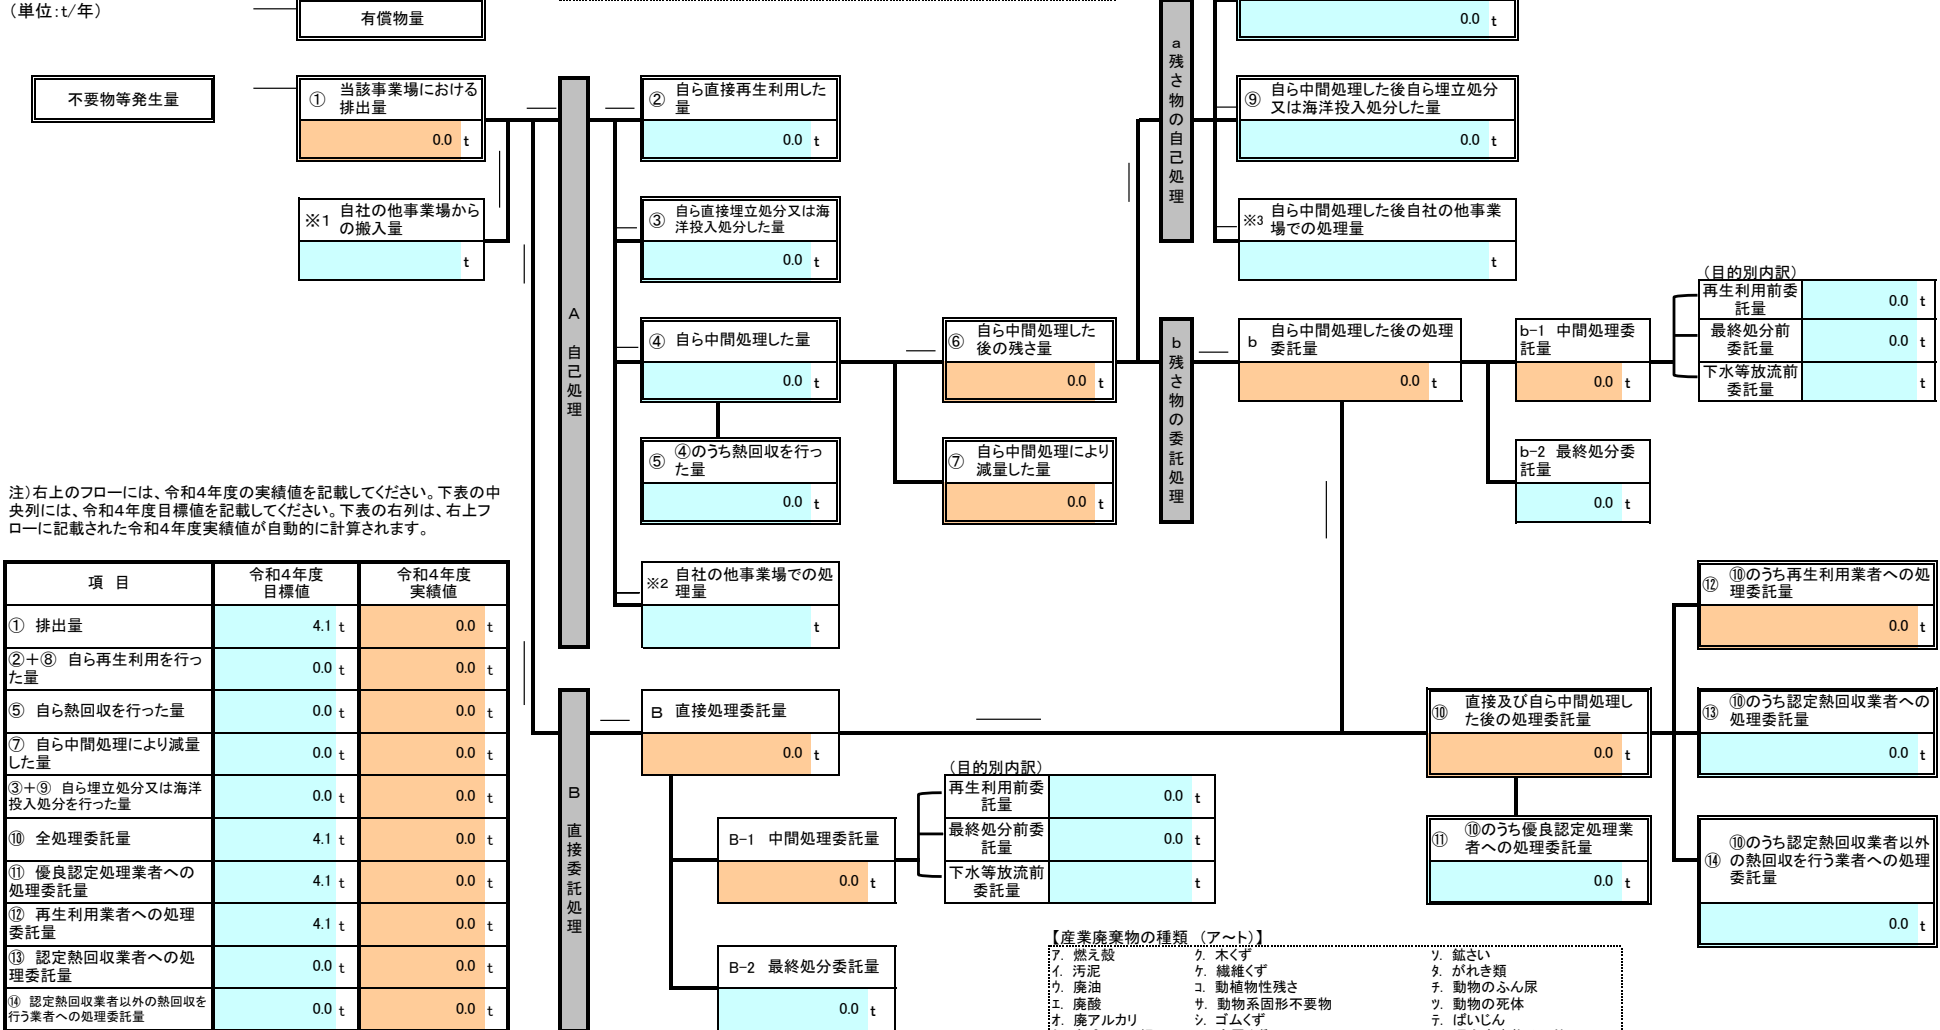 （単位:t/年）
有償物量
0.0 t
不要物等発生量
① 当該事業場における
排出量
0.0 t
② 自ら直接再生利用した
量
0.0 t
⑨ 自ら中間処理した後自ら埋立処分
又は海洋投入処分した量
0.0 t
a 残さ物の自己処理
※1 自社の他事業場から
の搬入量
t
③ 自ら直接埋立処分又は海
洋投入処分した量
0.0 t
※3 自ら中間処理した後自社の他事業
場での処理量
t
A 自己処理
④ 自ら中間処理した量
0.0 t
⑥ 自ら中間処理した
後の残さ量
0.0 t
b 残さ物の委託処理
b 自ら中間処理した後の処理
委託量
0.0 t
b-1 中間処理委
託量
0.0 t
（目的別内訳）
再生利用前委
託量
0.0 t
最終処分前
委託量
0.0 t
下水等放流前
委託量
t
⑤ ④のうち熱回収を行っ
た量
0.0 t
⑦ 自ら中間処理により
減量した量
0.0 t
b-2 最終処分委
託量
0.0 t
注）右上のフローには、令和4年度の実績値を記載してください。下表の中
央列には、令和4年度目標値を記載してください。下表の右列は、右上フ
ローに記載された令和4年度実績値が自動的に計算されます。
※2 自社の他事業場での処
理量
t
項 目 令和4年度
目標値 令和4年度
実績値
① 排出量 4.1 t 0.0 t
②＋⑧ 自ら再生利用を行っ
た量 0.0 t 0.0 t
⑤ 自ら熱回収を行った量 0.0 t 0.0 t
⑦ 自ら中間処理により減量
した量 0.0 t 0.0 t
③＋⑨ 自ら埋立処分又は海洋
投入処分を行った量 0.0 t 0.0 t
⑩ 全処理委託量 4.1 t 0.0 t
⑪ 優良認定処理業者への
処理委託量 4.1 t 0.0 t
⑫ 再生利用業者への処理
委託量 4.1 t 0.0 t
⑬ 認定熱回収業者への処
理委託量 0.0 t 0.0 t
⑭ 認定熱回収業者以外の熱回収を
行う業者への処理委託量 0.0 t 0.0 t
B 直接委託処理
B 直接処理委託量
0.0 t
B-1 中間処理委託量
0.0 t
（目的別内訳）
再生利用前委
託量
0.0 t
最終処分前委
託量
0.0 t
下水等放流前
委託量
t
B-2 最終処分委託量
0.0 t
⑩ 直接及び自ら中間処理し
た後の処理委託量
0.0 t
⑪ ⑩のうち優良認定処理業
者への処理委託量
0.0 t
⑫ ⑩のうち再生利用業者への処
理委託量
0.0 t
⑬ ⑩のうち認定熱回収業者への
処理委託量
0.0 t
⑭ ⑩のうち認定熱回収業者以外
の熱回収を行う業者への処理
委託量
0.0 t
【産業廃棄物の種類 （ア～ト）】
ア. 燃え殻 ク. 木くず ソ. 鉱さい
イ. 汚泥 ケ. 繊維くず タ. がれき類
ウ. 廃油 コ. 動植物性残さ チ. 動物のふん尿
エ. 廃酸 サ. 動物系固形不要物 ツ. 動物の死体
オ. 廃アルカリ シ. ゴムくず テ. ばいじん